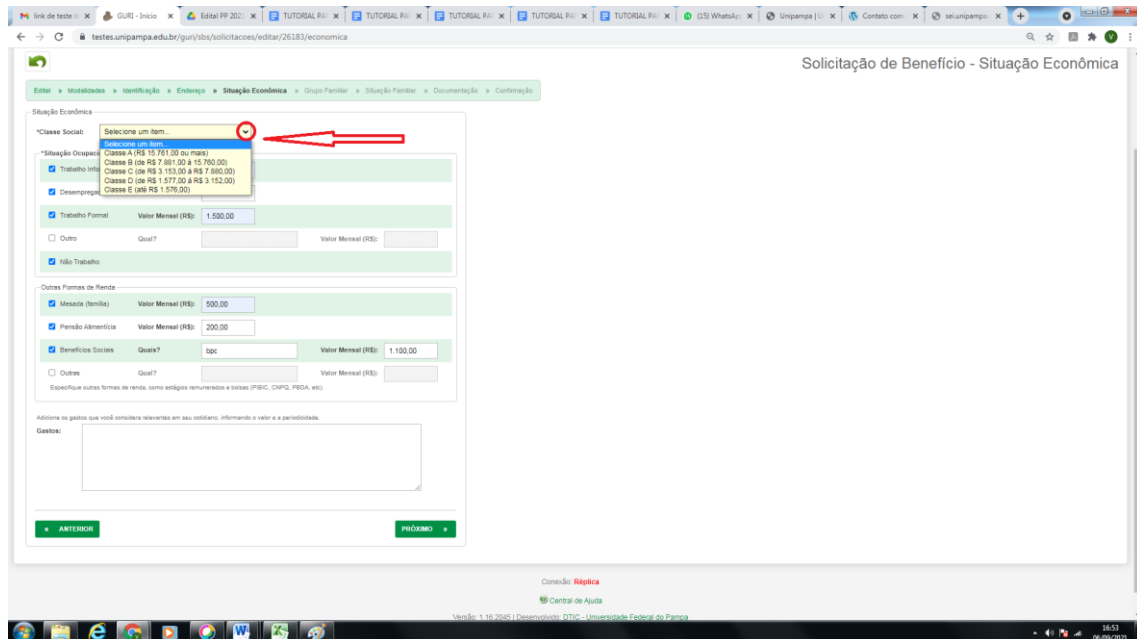 link de teste d
GURI - Início
Edital PP 2021
TUTORIAL PAR
TUTORIAL PAR
TUTORIAL PAR
TUTORIAL PAR
TUTORIAL PAR
(15) WhatsAp
Unipampa | U
Contato com
sei.unipampa.
testes.unipampa.edu.br/guri/sbs/solicitacoes/editar/26183/economica
V
Solicitação de Benefício - Situação Econômica
Edital » Modalidades » Identificação » Endereço » Situação Econômica » Grupo Familiar » Situação Familiar » Documentação » Confirmação
Situação Econômica
*Classe Social: Selecione um item...
Selecione um item...
Classe A (R$ 15.761,00 ou mais)
*Situação Ocupaci
Classe B (de R$ 7.881,00 à 15.760,00)
Trabalho Info
Classe C (de R$ 3.153,00 à R$ 7.880,00)
Classe D (de R$ 1.577,00 à R$ 3.152,00)
Desempregad
Classe E (até R$ 1.576,00)
Trabalho Formal Valor Mensal (R$): 1.500,00
Outro Qual? Valor Mensal (R$):
Não Trabalho
Outras Formas de Renda
Mesada (família) Valor Mensal (R$): 500,00
Pensão Alimentícia Valor Mensal (R$): 200,00
Benefícios Sociais Quais? bpc Valor Mensal (R$): 1.100,00
Outras Qual? Valor Mensal (R$):
Especifique outras formas de renda, como estágios remunerados e bolsas (PIBIC, CNPQ, PBDA, etc).
Adicione os gastos que você considera relevantes em seu cotidiano, informando o valor e a periodicidade.
Gastos:
« ANTERIOR PRÓXIMO »
Conexão: Réplica
Central de Ajuda
Versão: 1.16.2045 | Desenvolvido: DTIC - Universidade Federal do Pampa
16:53
06/09/2021